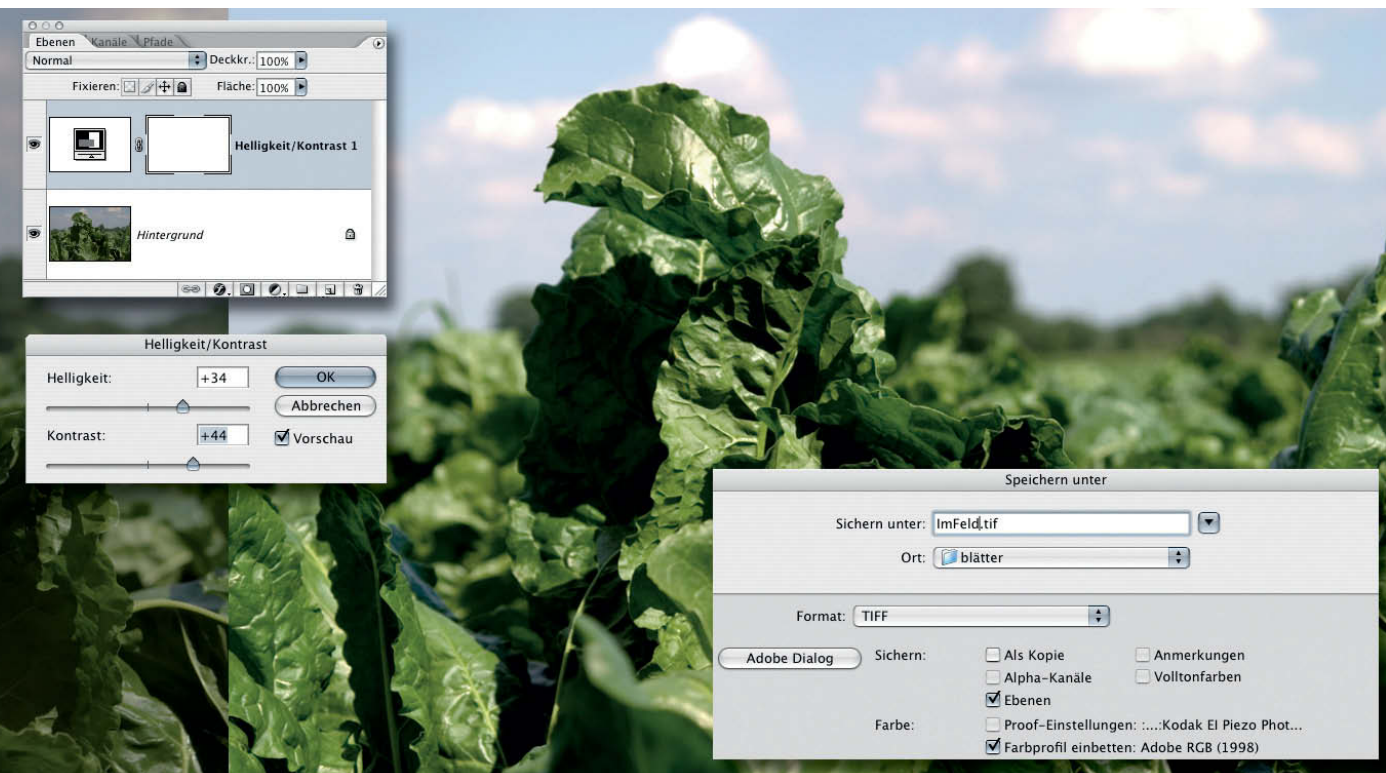 Ebenen Kanäle Pfade
Normal Deckkr.: 100%
Fixieren: Fläche: 100%
Helligkeit/Kontrast 1
Hintergrund
Helligkeit/Kontrast
Helligkeit: +34 OK
Abbrechen
Kontrast: +44 Vorschau
Speichern unter
Sichern unter: ImFeld.tif
Ort: blätter
Format: TIFF
Adobe Dialog Sichern: Als Kopie Anmerkungen
Alpha-Kanäle Volltonfarben
Ebenen
Farbe: Proof-Einstellungen: :...:Kodak EI Piezo Phot...
Farbprofil einbetten: Adobe RGB (1998)